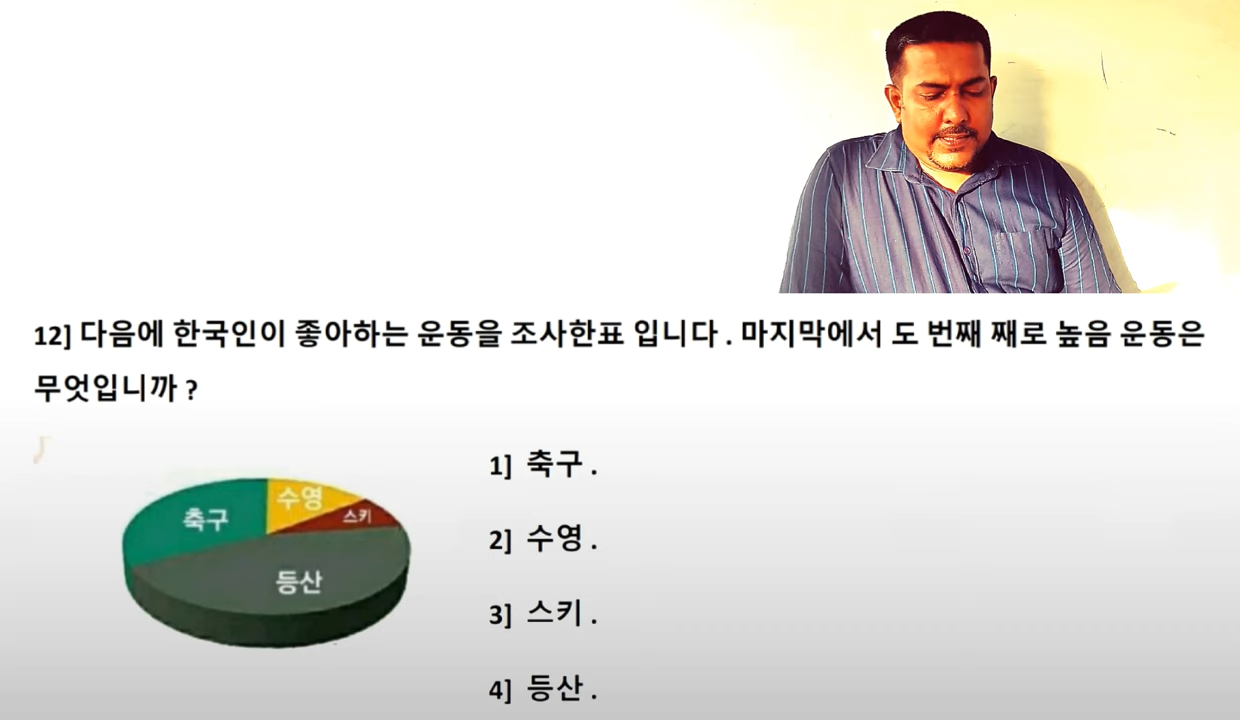 12] 다음에 한국인이 좋아하는 운동을 조사한표 입니다 . 마지막에서 도 번째 째로 높음 운동은
무엇입니까 ?
축구
수영
스키
등산
1] 축구 .
2] 수영 .
3] 스키 .
4] 등산 .